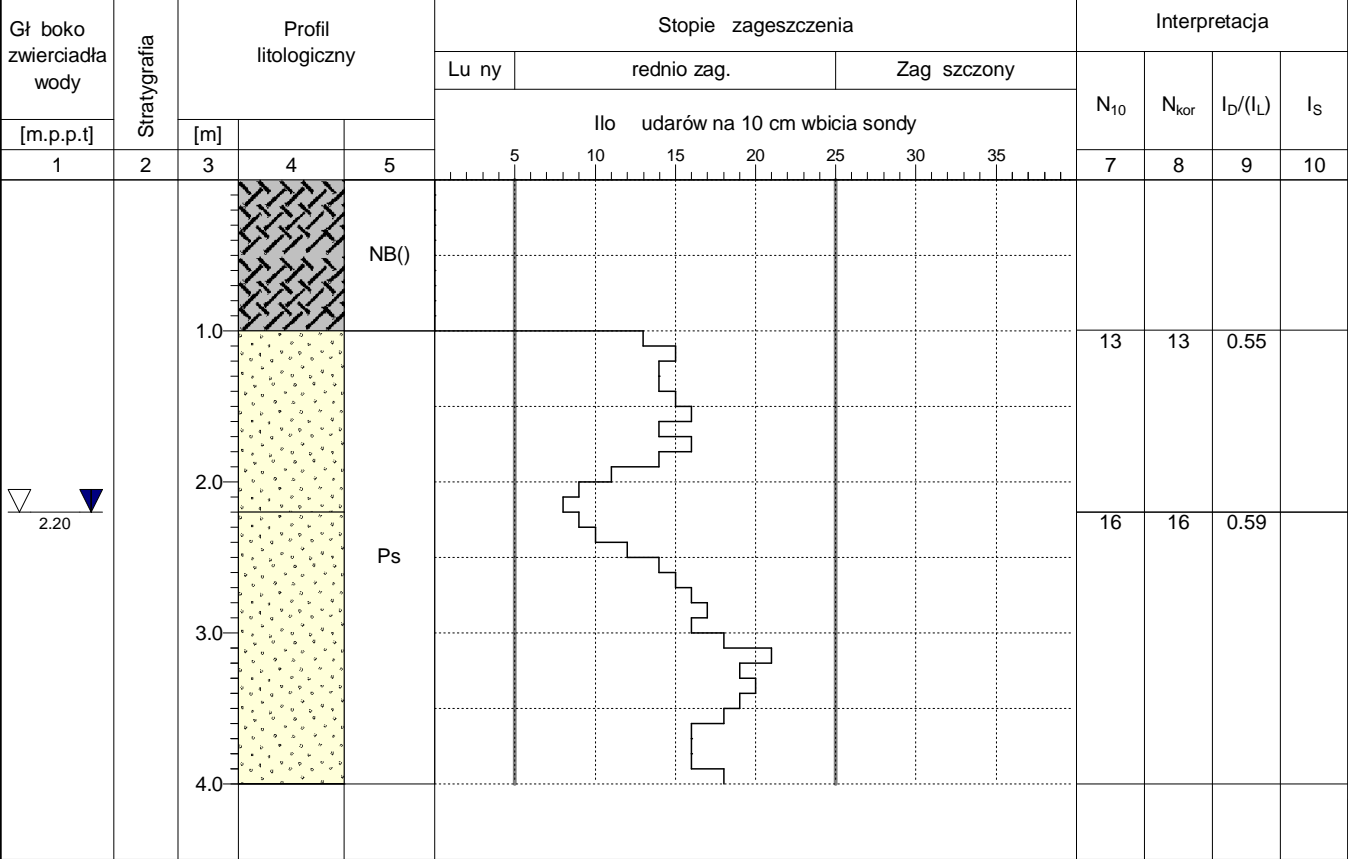 Gł boko
zwierciadła
wody
[m.p.p.t]
Stratygrafia
Profil
litologiczny
[m]
Stopie zageszczenia
Lu ny
rednio zag.
Zag szczony
Ilo udarów na 10 cm wbicia sondy
Interpretacja
N10
Nkor
ID/(IL)
IS
1
2
3
4
5
5
10
15
20
25
30
35
7
8
9
10
NB()
1.0
13
13
0.55
2.0
2.20
16
16
0.59
Ps
3.0
4.0